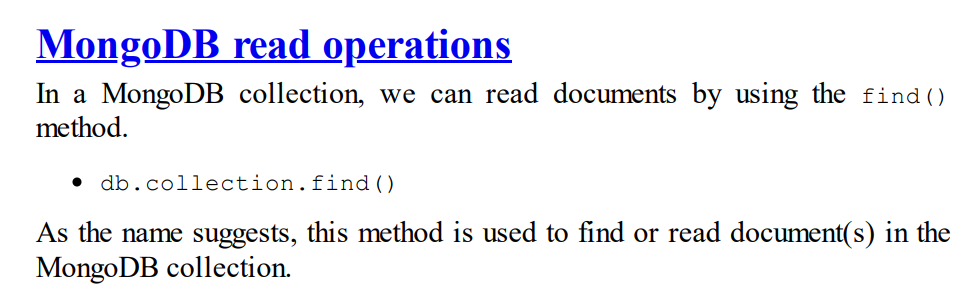 MongoDB read operations
In a MongoDB collection, we can read documents by using the find()
method.
• db.collection.find()
As the name suggests, this method is used to find or read document(s) in the
MongoDB collection.